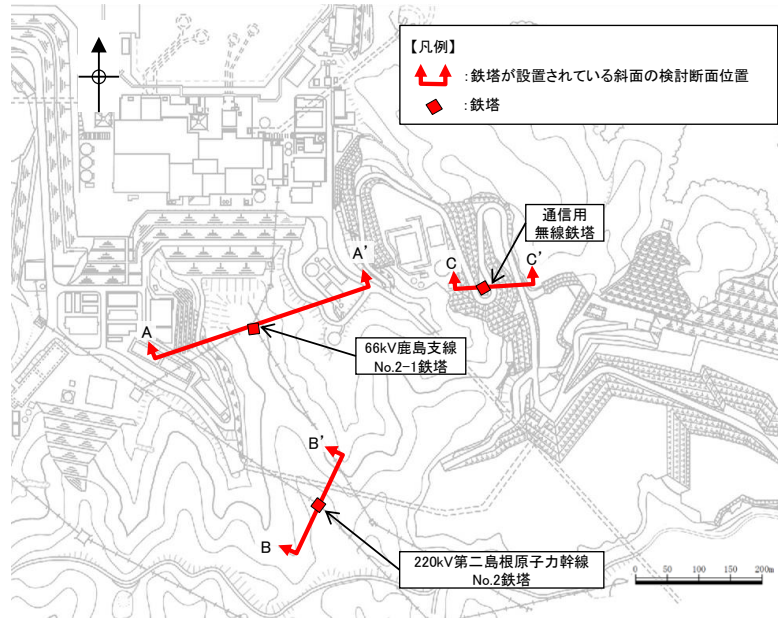 【凡例】
:鉄塔が設置されている斜面の検討断面位置
:鉄塔
通信用
無線鉄塔
A'
C
C'
A
66kV鹿島支線
No.2-1鉄塔
B'
B
220kV第二島根原子力幹線
No.2鉄塔
0 50 100 150 200m